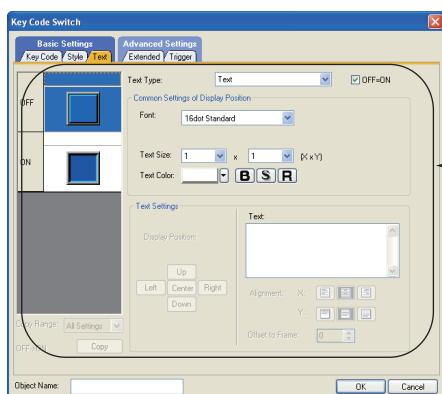 Key Code Switch
Basic Settings
Advanced Settings
Key Code Style Text
Extended Trigger
Text Type: Text OFF=ON
OFF
Common Settings of Display Position
Font: 16dot Standard
ON
Text Size: 1 x 1 (X x Y)
Text Color: B S R
Text Settings
Text:
Display Position:
Up
Left Center Right
Down
Alignment: X:
Y:
Offset to Frame: 0
Copy Range: All Settings
OFF->ON Copy
Object Name:
OK Cancel